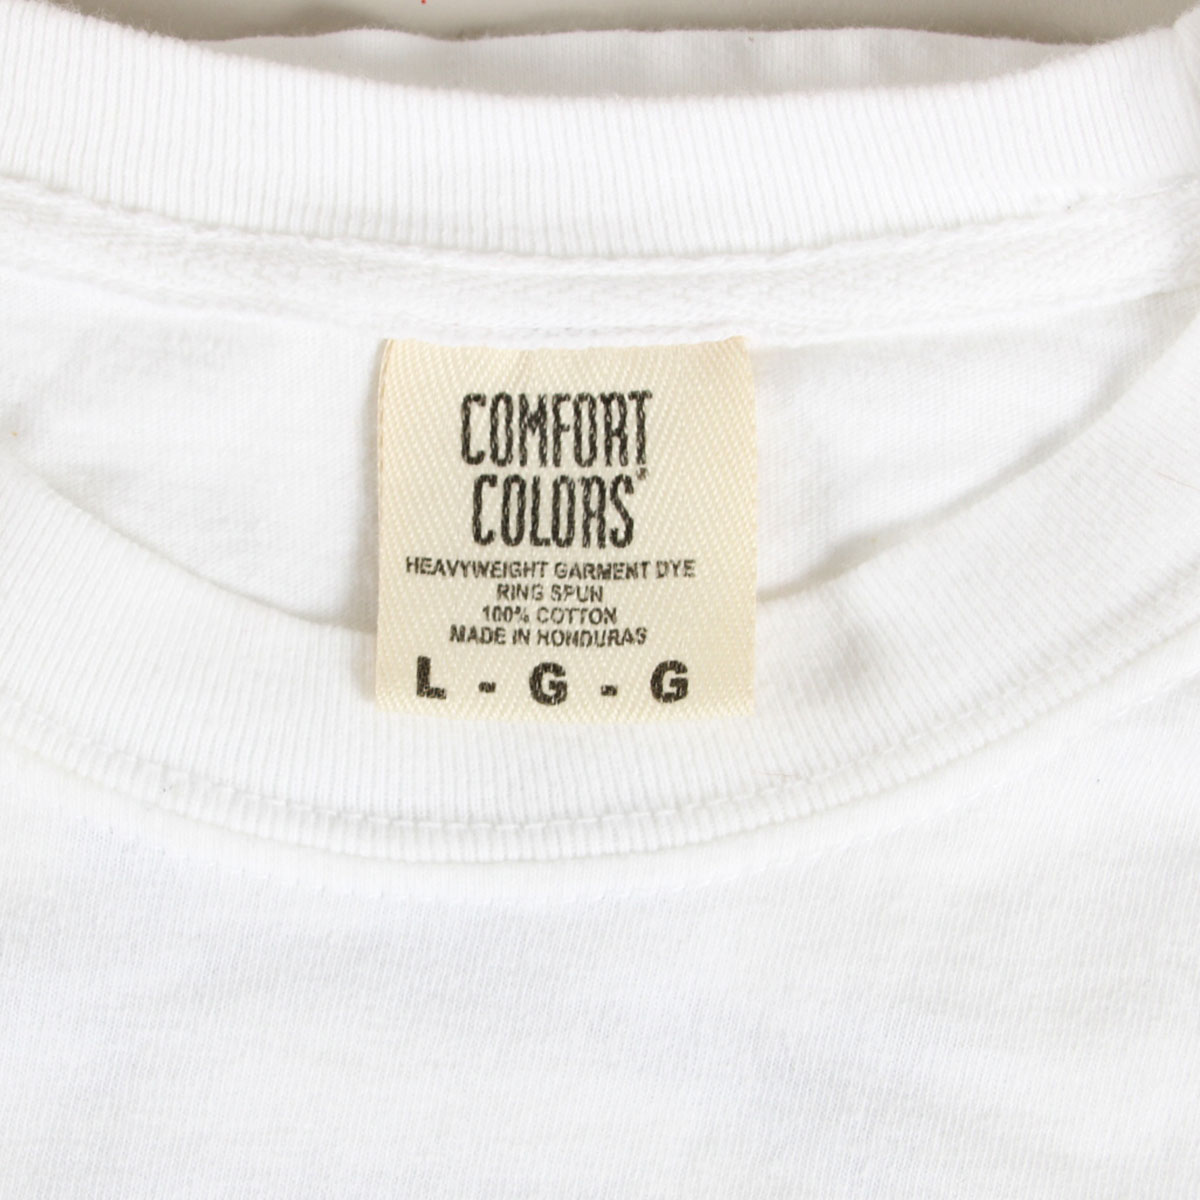 COMFORT
COLORS®
HEAVYWEIGHT GARMENT DYE
RING SPUN
100% COTTON
MADE IN HONDURAS
L - G - G